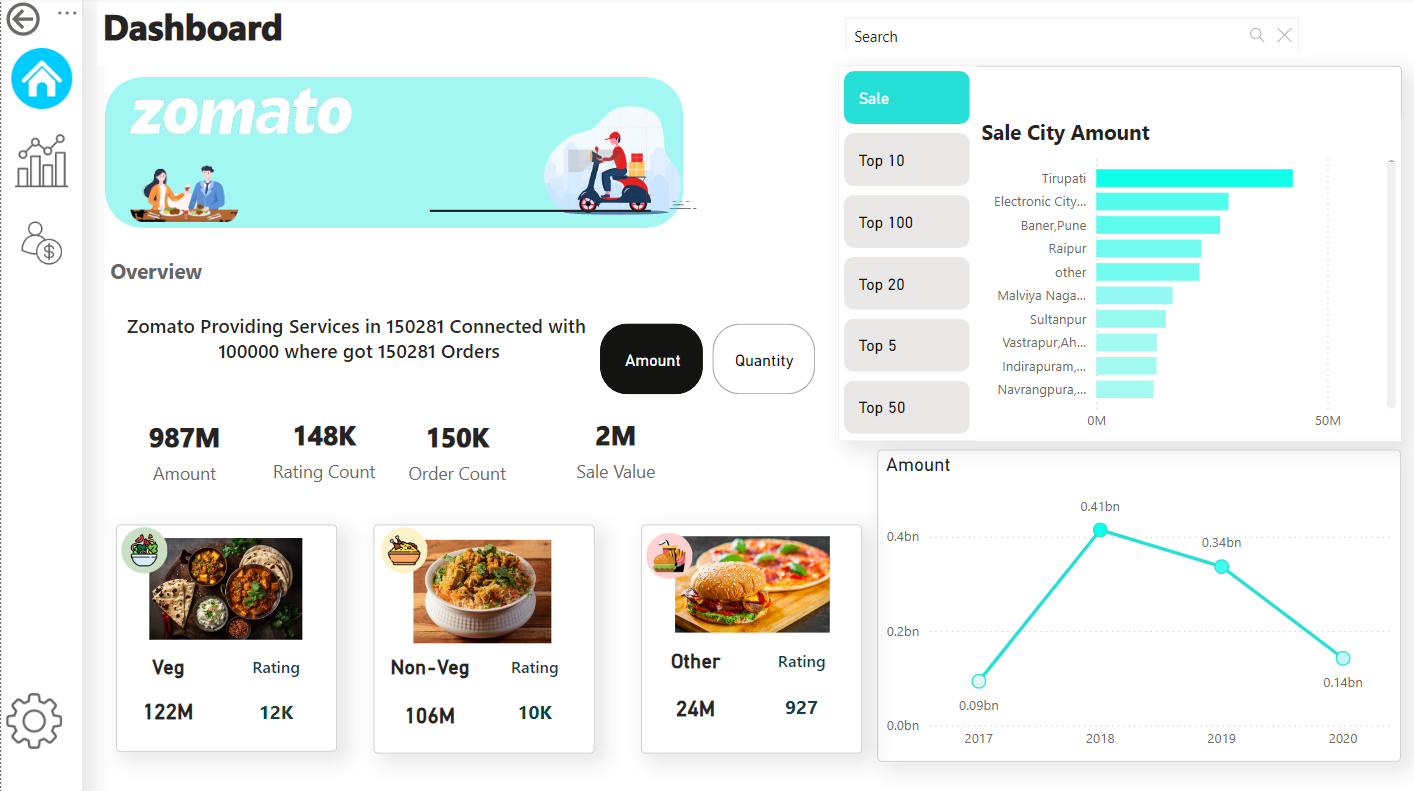 Dashboard
Search
zomato
Sale
Top 10
Top 100
Top 20
Top 5
Top 50
Sale City Amount
Tirupati
Electronic City...
Baner,Pune
Raipur
other
Malviya Naga...
Sultanpur
Vastrapur,Ah...
Indirapuram,...
Navrangpura,...
0M
50M
Overview
Zomato Providing Services in 150281 Connected with
100000 where got 150281 Orders
Amount
Quantity
987M
Amount
148K
Rating Count
150K
Order Count
2M
Sale Value
Veg
Rating
122M
12K
Non-Veg
Rating
106M
10K
Other
Rating
24M
927
Amount
0.4bn
0.2bn
0.0bn
0.09bn
0.41bn
0.34bn
0.14bn
2017
2018
2019
2020